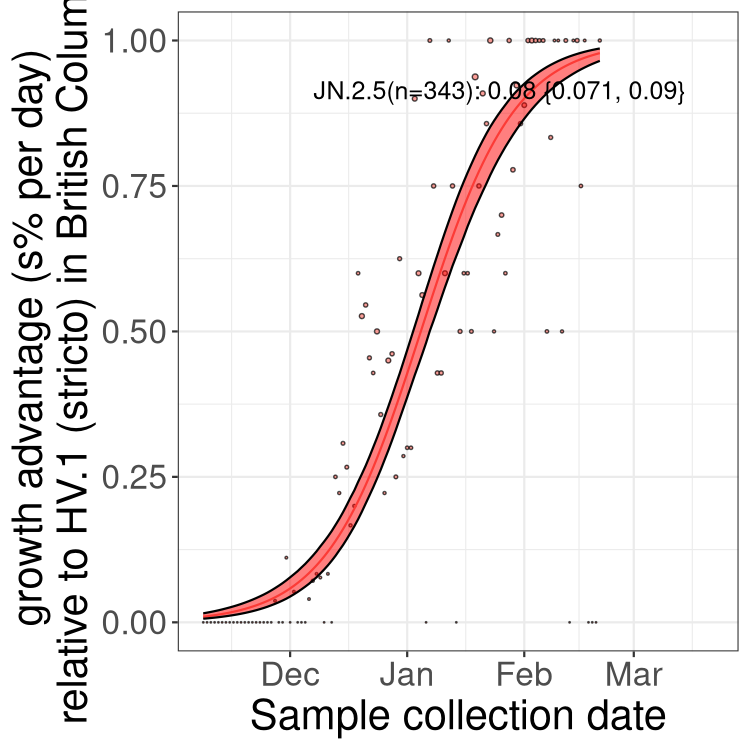 growth advantage (s% per day)
relative to HV.1 (stricto) in British Colum
1.00
0.75
0.50
0.25
0.00
JN.2.5(n=343): 0.08 {0.071, 0.09}
Dec Jan Feb Mar
Sample collection date